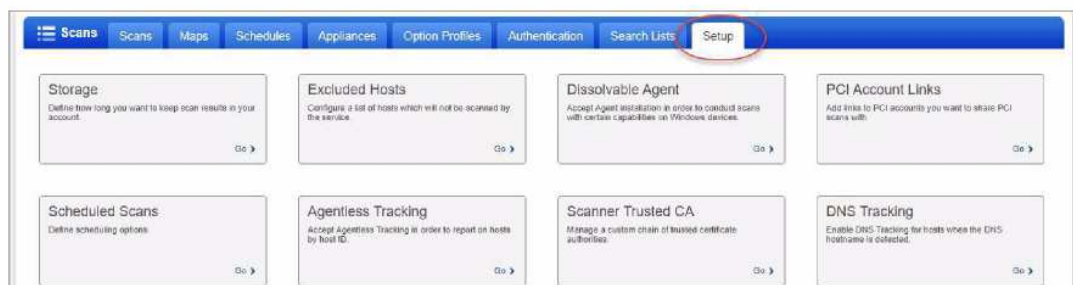 Scans Scans Maps Schedules Appliances Option Profiles Authentication Search Lists Setup
Storage
Define how long you want to keep scan results in your
account.
Go
Excluded Hosts
Configure a list of hosts which will not be scanned by
the service.
Go
Dissolvable Agent
Accept Agent installation in order to conduct scans
with certain capabilities on Windows devices.
Go
PCI Account Links
Add links to PCI accounts you want to share PCI
scans with.
Go
Scheduled Scans
Define scheduling options.
Go
Agentless Tracking
Accept Agentless Tracking in order to report on hosts
by host ID.
Go
Scanner Trusted CA
Manage a custom chain of trusted certificate
authorities.
Go
DNS Tracking
Enable DNS Tracking for hosts when the DNS
hostname is detected.
Go